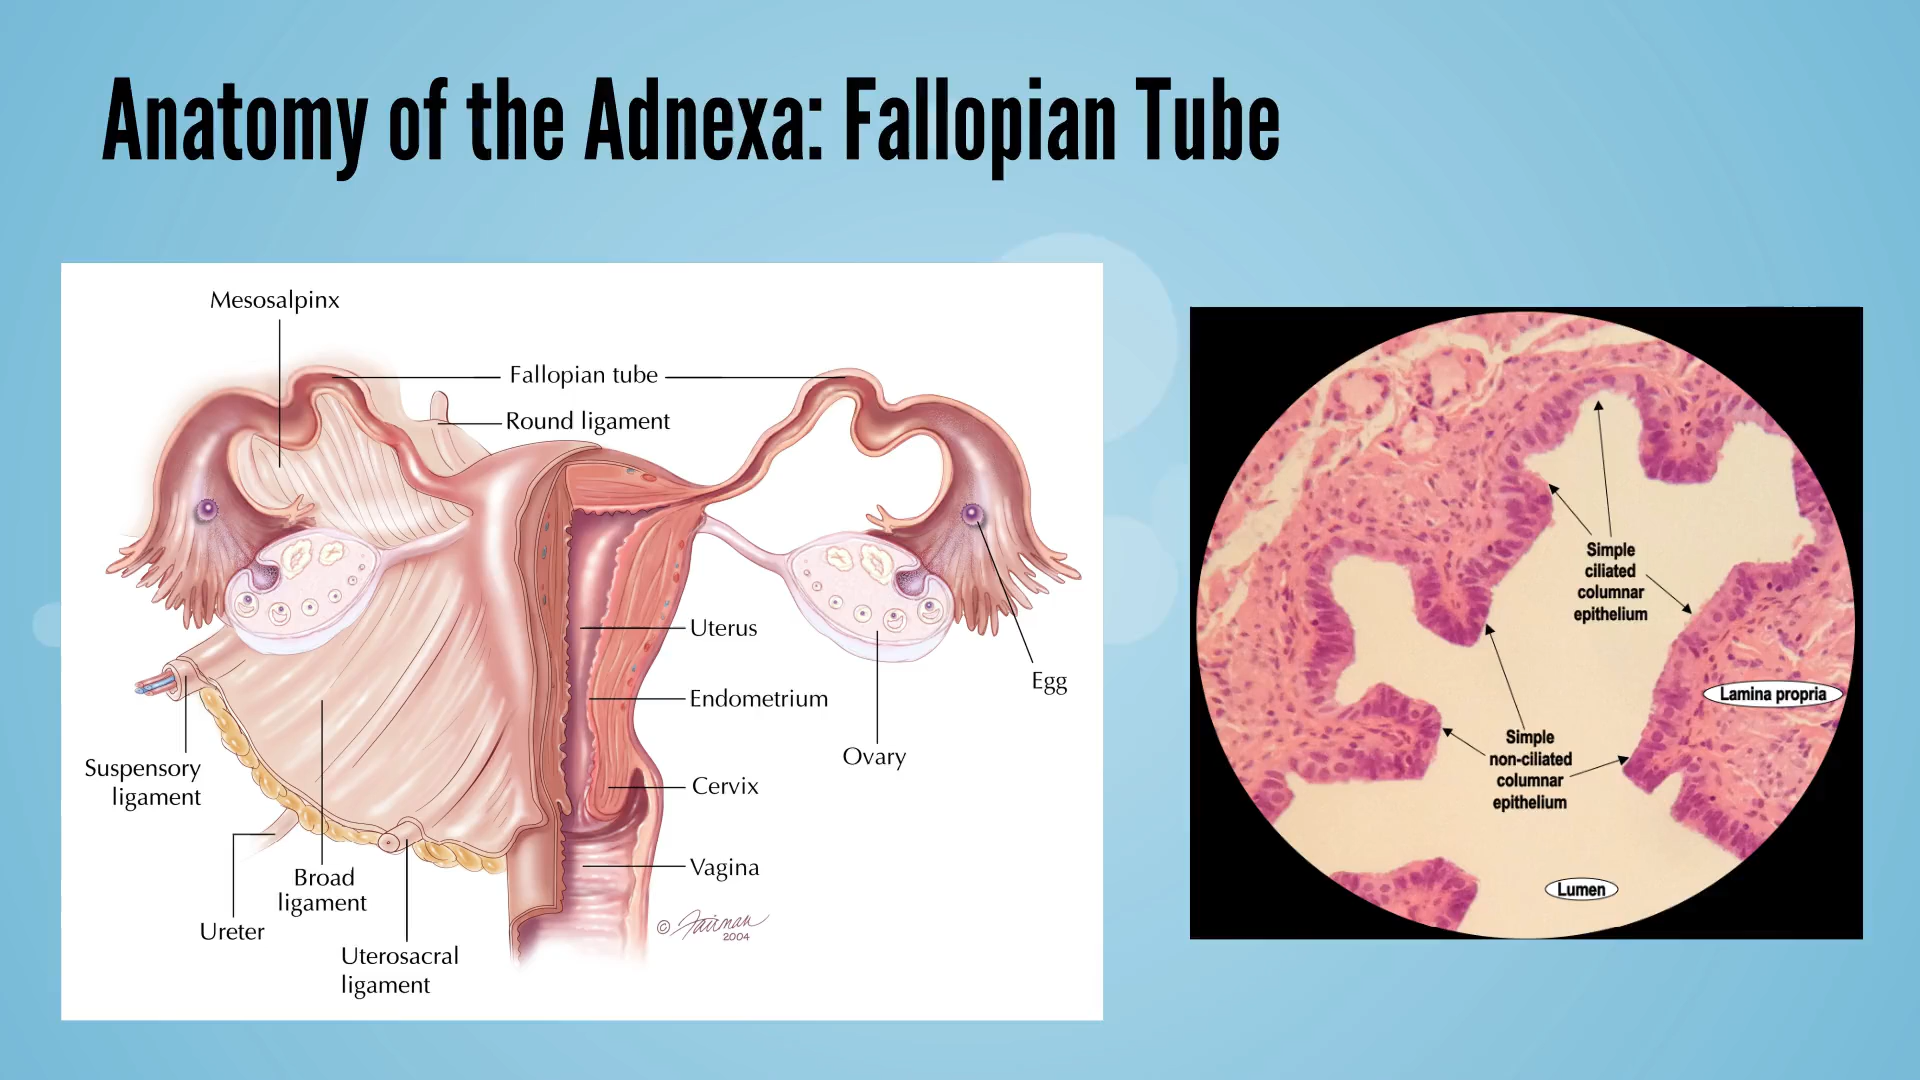 Anatomy of the Adnexa: Fallopian Tube
Mesosalpinx
Fallopian tube
Round ligament
Uterus
Endometrium
Egg
Ovary
Suspensory
ligament
Cervix
Vagina
Broad
ligament
Ureter
Uterosacral
ligament
© Fairman
2004
Simple
ciliated
columnar
epithelium
Lamina propria
Simple
non-ciliated
columnar
epithelium
Lumen